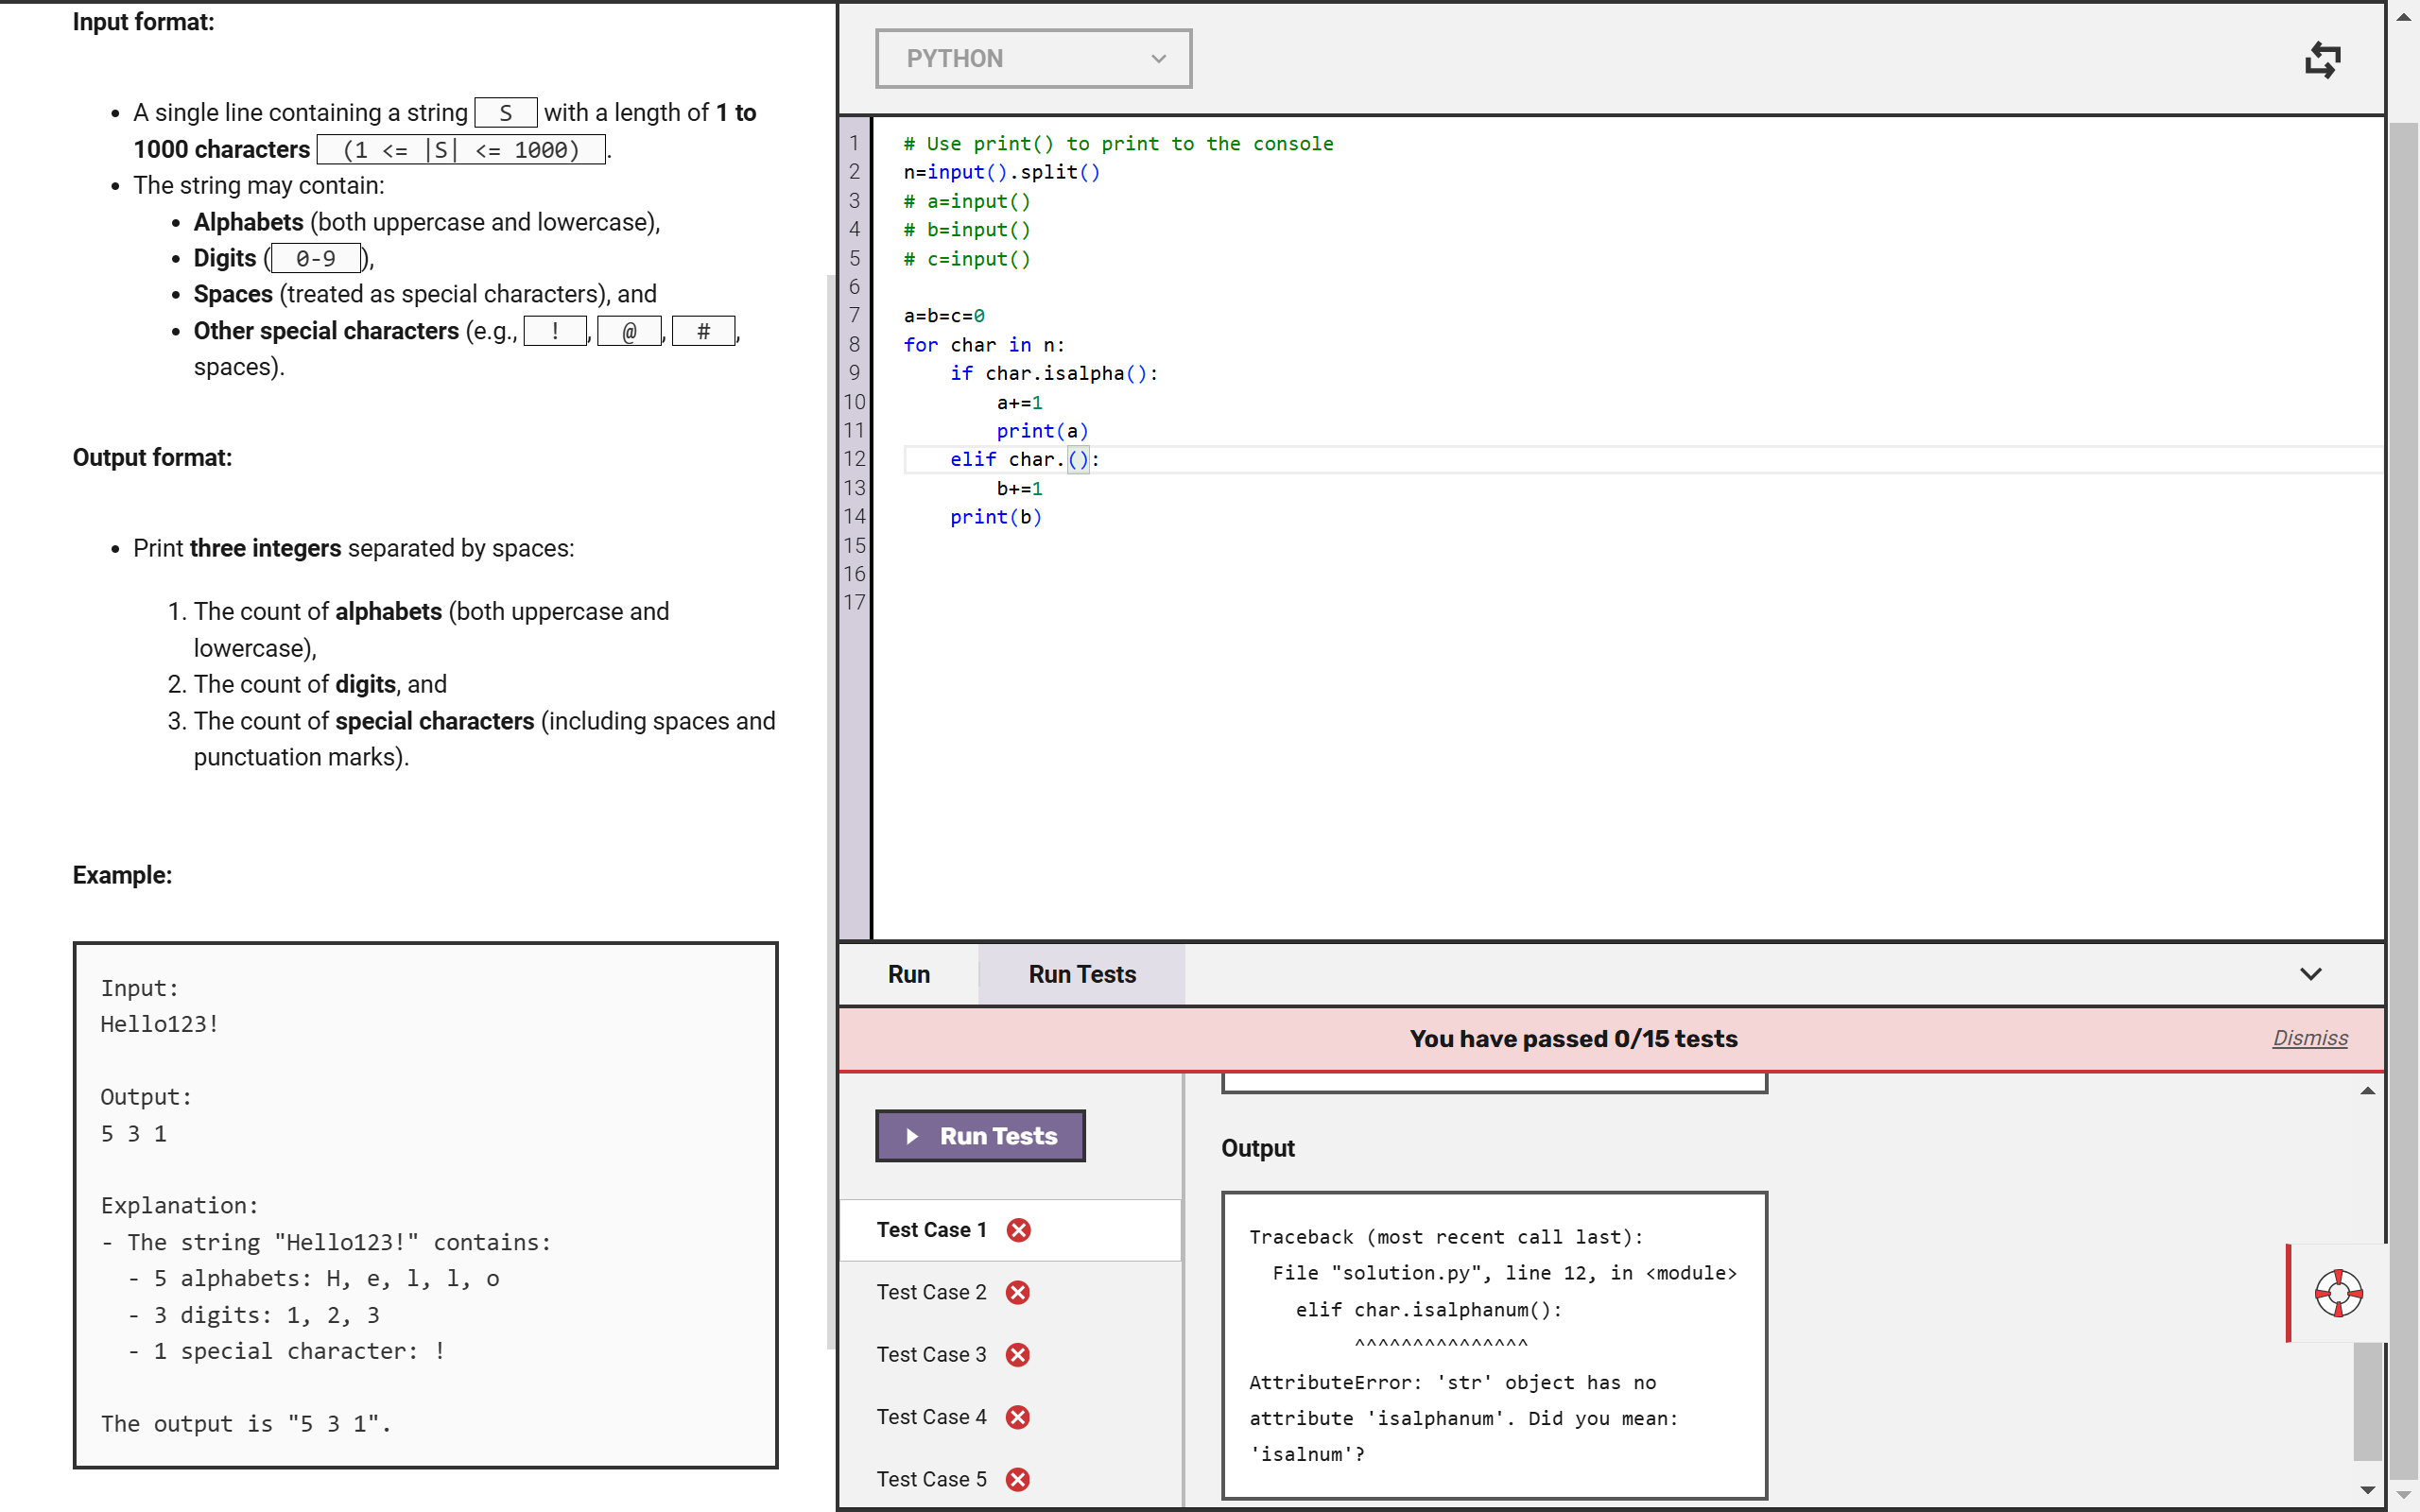 Input format:
A single line containing a string S with a length of 1 to
1000 characters (1 <= |S| <= 1000) .
The string may contain:
Alphabets (both uppercase and lowercase),
Digits ( 0-9 ),
Spaces (treated as special characters), and
Other special characters (e.g., ! , @ , # ,
spaces).
Output format:
Print three integers separated by spaces:
1. The count of alphabets (both uppercase and
lowercase),
2. The count of digits, and
3. The count of special characters (including spaces and
punctuation marks).
Example:
Input:
Hello123!
Output:
5 3 1
Explanation:
- The string "Hello123!" contains:
- 5 alphabets: H, e, l, l, o
- 3 digits: 1, 2, 3
- 1 special character: !
The output is "5 3 1".
PYTHON
1 # Use print() to print to the console
2 n=input().split()
3 # a=input()
4 # b=input()
5 # c=input()
6
7 a=b=c=0
8 for char in n:
9 if char.isalpha():
10 a+=1
11 print(a)
12 elif char.():
13 b+=1
14 print(b)
15
16
17
Run Run Tests
You have passed 0/15 tests Dismiss
Run Tests
Test Case 1
Test Case 2
Test Case 3
Test Case 4
Test Case 5
Output
Traceback (most recent call last):
File "solution.py", line 12, in <module>
elif char.isalphanum():
^^^^^^^^^^^^^^^
AttributeError: 'str' object has no
attribute 'isalphanum'. Did you mean:
'isalnum'?